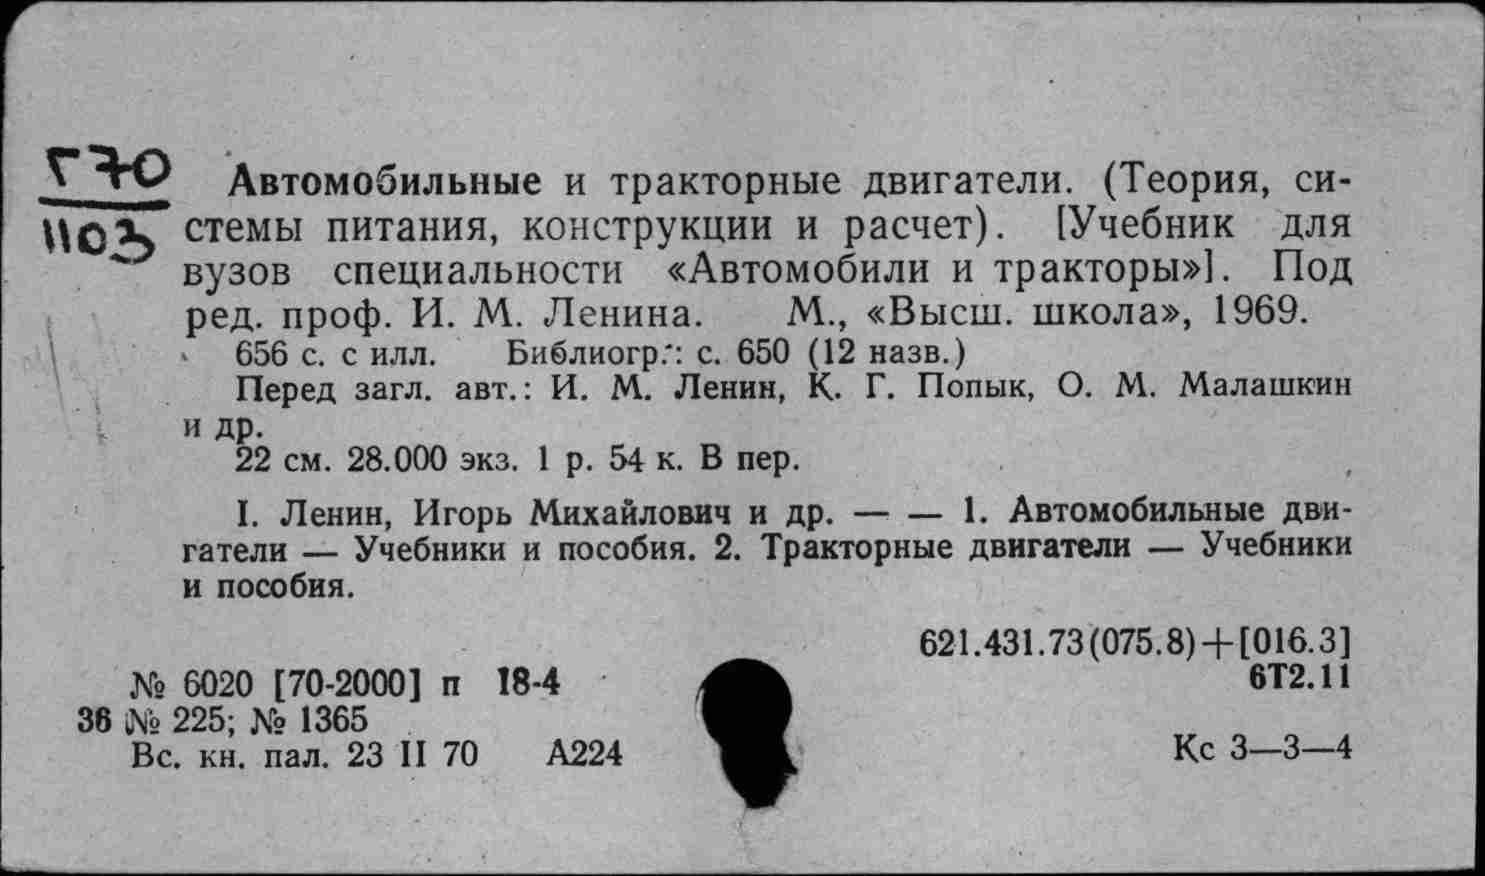 Г70
1103
Автомобильные и тракторные двигатели. (Теория, си-
стемы питания, конструкции и расчет). [Учебник для
вузов специальности «Автомобили и тракторы»]. Под
ред. проф. И. М. Ленина. М., «Высш. школа», 1969.
656 с. с илл. Библиогр.: с. 650 (12 назв.)
Перед загл. авт.: И. М. Ленин, К. Г. Попык, О. М. Малашкин
и др.
22 см. 28.000 экз. 1 р. 54 к. В пер.
I. Ленин, Игорь Михайлович и др. — — 1. Автомобильные дви-
гатели — Учебники и пособия. 2. Тракторные двигатели — Учебники
и пособия.
621.431.73(075.8)+[016.3]
№ 6020 [70-2000] п 18-4
6Т2.11
36 № 225; № 1365
Вс. кн. пал. 23 II 70 А224
Кс 3—3—4